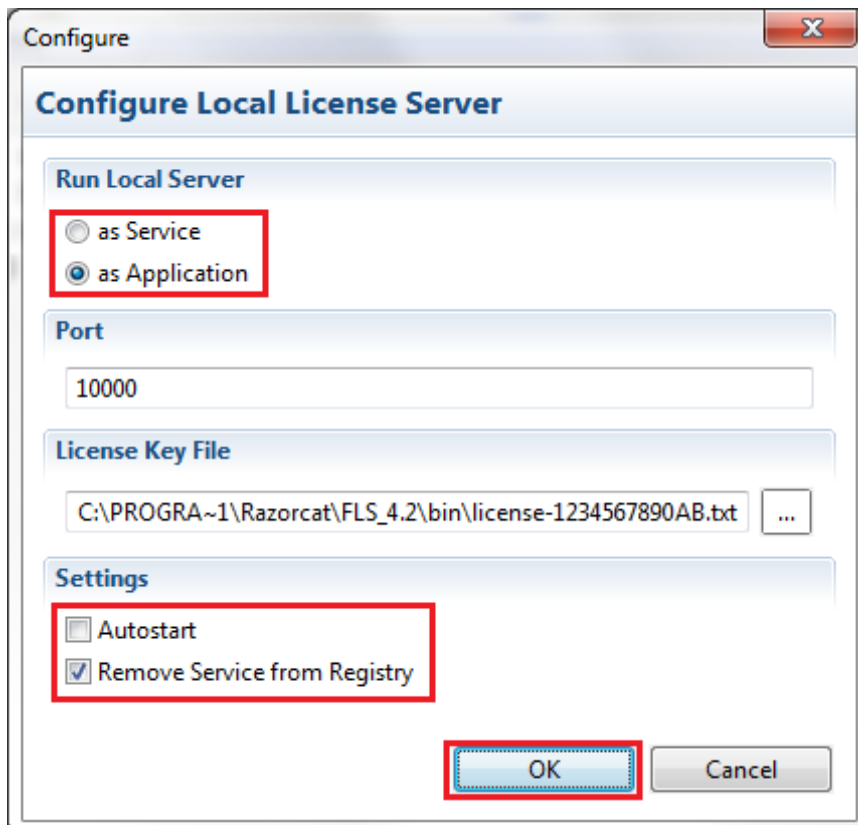 Configure
Configure Local License Server
Run Local Server
as Service
as Application
Port
10000
License Key File
C:\PROGRA~1\Razorcat\FLS_4.2\bin\license-1234567890AB.txt ...
Settings
Autostart
Remove Service from Registry
OK Cancel